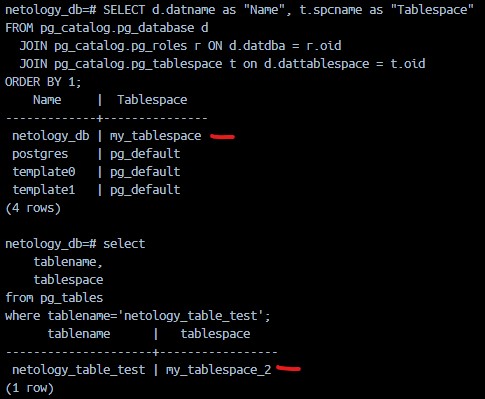 netology_db=# SELECT d.datname as "Name", t.spcname as "Tablespace"
FROM pg_catalog.pg_database d
  JOIN pg_catalog.pg_roles r ON d.datdba = r.oid
  JOIN pg_catalog.pg_tablespace t on d.dattablespace = t.oid
ORDER BY 1;
    Name     |  Tablespace
-------------+---------------
 netology_db | my_tablespace
 postgres    | pg_default
 template0   | pg_default
 template1   | pg_default
(4 rows)

netology_db=# select
    tablename,
    tablespace
from pg_tables
where tablename='netology_table_test';
      tablename      |   tablespace
---------------------+-----------------
 netology_table_test | my_tablespace_2
(1 row)